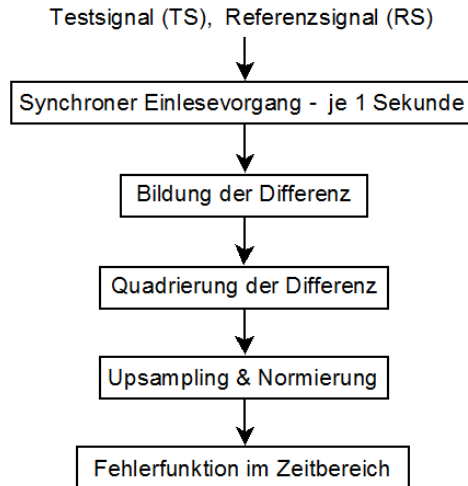 Testsignal (TS), Referenzsignal (RS)
Synchroner Einlesevorgang - je 1 Sekunde
Bildung der Differenz
Quadrierung der Differenz
Upsampling & Normierung
Fehlerfunktion im Zeitbereich